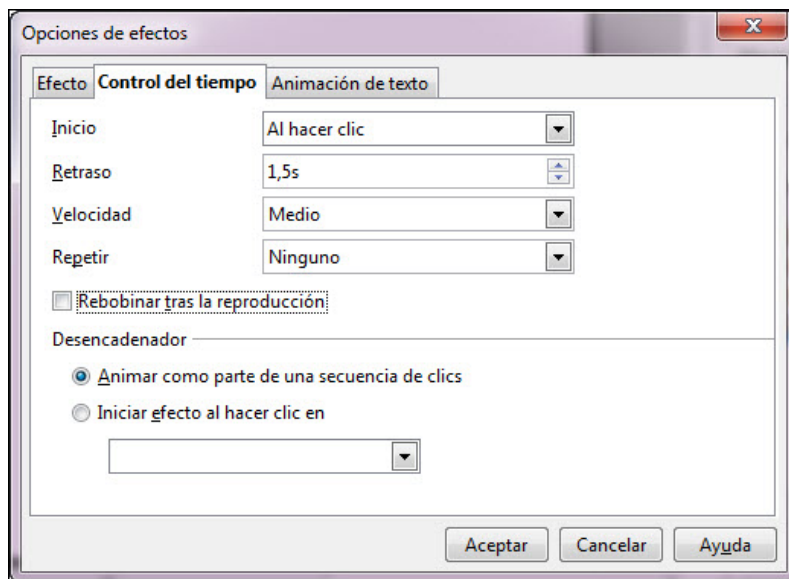 Opciones de efectos
Efecto Control del tiempo Animación de texto
Inicio Al hacer clic
Retraso 1,5s
Velocidad Medio
Repetir Ninguno
Rebobinar tras la reproducción
Desencadenador
Animar como parte de una secuencia de clics
Iniciar efecto al hacer clic en
Aceptar Cancelar Ayuda